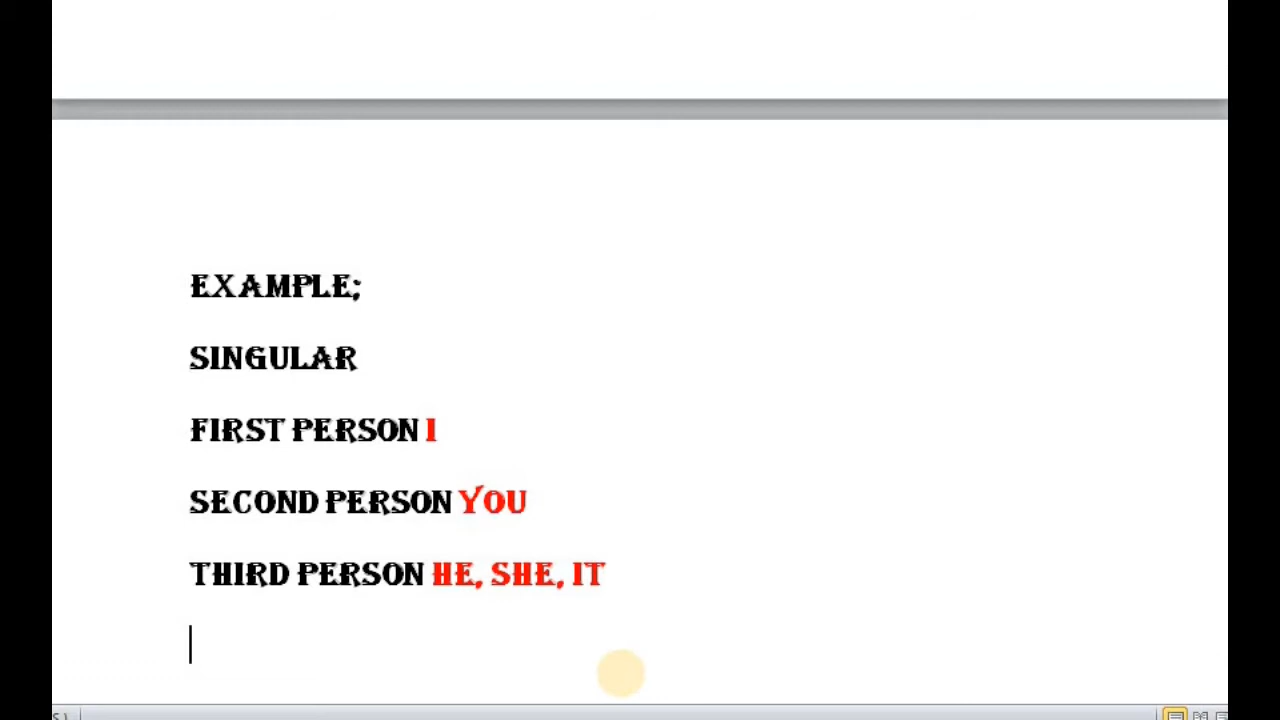 EXAMPLE;
SINGULAR
FIRST PERSON I
SECOND PERSON YOU
THIRD PERSON HE, SHE, IT